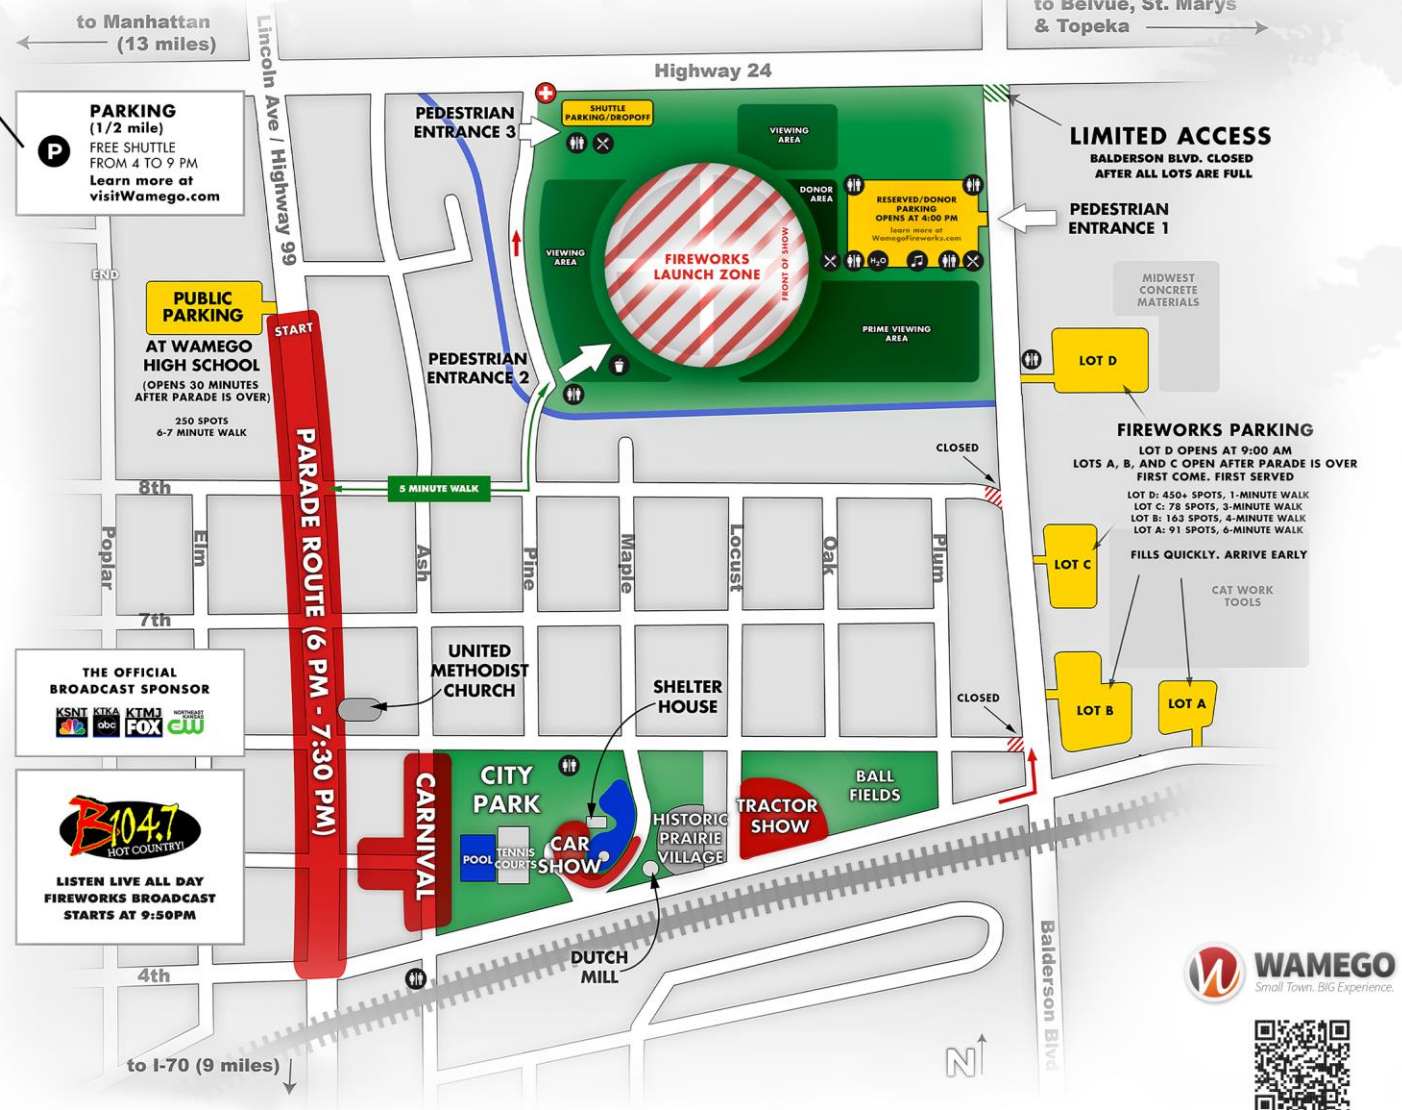 to Manhattan
(13 miles)
to Belvue, St. Marys
& Topeka
Highway 24
Lincoln Ave / Highway 99
PARKING
(1/2 mile)
P
FREE SHUTTLE
FROM 4 TO 9 PM
Learn more at
visitWamego.com
PEDESTRIAN
ENTRANCE 3
SHUTTLE
PARKING/DROPOFF
VIEWING
AREA
LIMITED ACCESS
BALDERSON BLVD. CLOSED
AFTER ALL LOTS ARE FULL
DONOR
AREA
RESERVED/DONOR
PARKING
OPENS AT 4:00 PM
learn more at
WamegoFireworks.com
H2O
PEDESTRIAN
ENTRANCE 1
VIEWING
AREA
FIREWORKS
LAUNCH ZONE
FRONT OF SHOW
PRIME VIEWING
AREA
END
MIDWEST
CONCRETE
MATERIALS
PUBLIC
PARKING
START
AT WAMEGO
HIGH SCHOOL
(OPENS 30 MINUTES
AFTER PARADE IS OVER)
250 SPOTS
6-7 MINUTE WALK
PEDESTRIAN
ENTRANCE 2
LOT D
FIREWORKS PARKING
LOT D OPENS AT 9:00 AM
LOTS A, B, AND C OPEN AFTER PARADE IS OVER
FIRST COME. FIRST SERVED
LOT D: 450+ SPOTS, 1-MINUTE WALK
LOT C: 78 SPOTS, 3-MINUTE WALK
LOT B: 163 SPOTS, 4-MINUTE WALK
LOT A: 91 SPOTS, 6-MINUTE WALK
FILLS QUICKLY. ARRIVE EARLY
CLOSED
8th
5 MINUTE WALK
PARADE ROUTE (6 PM - 7:30 PM)
Poplar
Elm
Ash
Pine
Maple
Locust
Oak
Plum
LOT C
CAT WORK
TOOLS
7th
THE OFFICIAL
BROADCAST SPONSOR
KSNT
NBC
KTKA
abc
KTMJ
FOX
NORTHEAST
KANSAS
CW
UNITED
METHODIST
CHURCH
SHELTER
HOUSE
CLOSED
LOT B
LOT A
CARNIVAL
CITY
PARK
POOL
TENNIS
COURTS
CAR
SHOW
HISTORIC
PRAIRIE
VILLAGE
TRACTOR
SHOW
BALL
FIELDS
B104.7
HOT COUNTRY!
LISTEN LIVE ALL DAY
FIREWORKS BROADCAST
STARTS AT 9:50PM
DUTCH
MILL
4th
Balderson Blvd
to I-70 (9 miles)
N
W
WAMEGO
Small Town. BIG Experience.